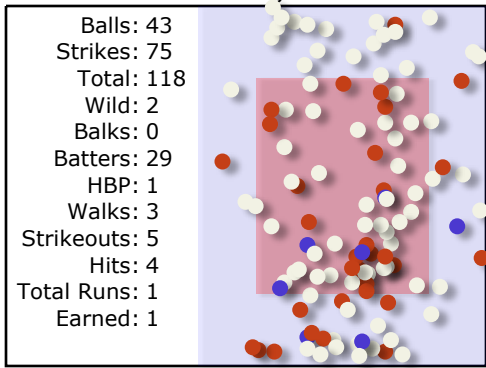 Balls: 43
Strikes: 75
Total: 118
Wild: 2
Balks: 0
Batters: 29
HBP: 1
Walks: 3
Strikeouts: 5
Hits: 4
Total Runs: 1
Earned: 1